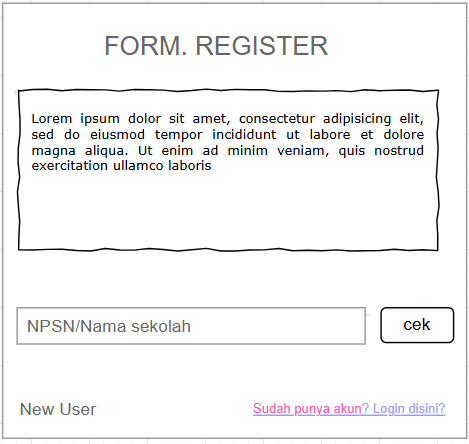 FORM. REGISTER
Lorem ipsum dolor sit amet, consectetur adipisicing elit,
sed do eiusmod tempor incididunt ut labore et dolore
magna aliqua. Ut enim ad minim veniam, quis nostrud
exercitation ullamco laboris
NPSN/Nama sekolah cek
New User Sudah punya akun? Login disini?